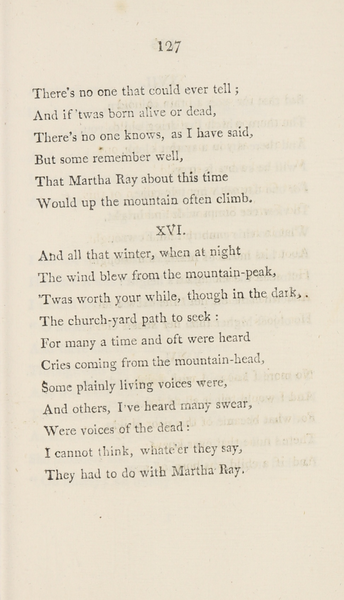 127
There's no one that could ever tell;
And if 'twas born alive or dead,
There's no one knows, as I have said,
But some remember well,
That Martha Ray about this time
Would up the mountain often climb.
XVI.
And all that winter, when at night
The wind blew from the mountain-peak,
'Twas worth your while, though in the dark,
The church-yard path to seek:
For many a time and oft were heard
Cries coming from the mountain-head,
Some plainly living voices were,
And others, I've heard many swear,
Were voices of the dead:
I cannot think, whate'er they say,
They had to do with Martha Ray.